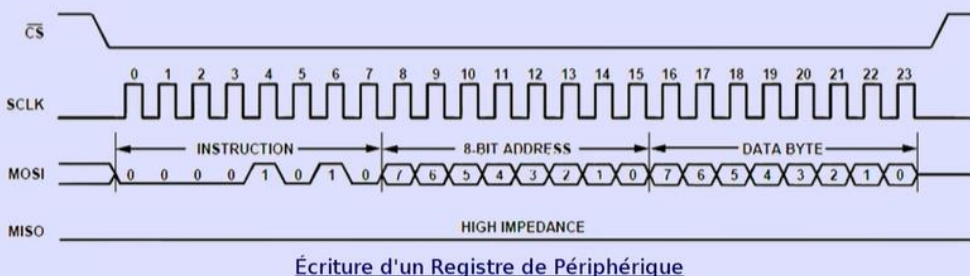 CS
0 1 2 3 4 5 6 7 8 9 10 11 12 13 14 15 16 17 18 19 20 21 22 23
SCLK
INSTRUCTION 8-BIT ADDRESS DATA BYTE
MOSI 0 0 0 0 1 0 1 0 7 6 5 4 3 2 1 0 7 6 5 4 3 2 1 0
MISO HIGH IMPEDANCE
Écriture d'un Registre de Périphérique